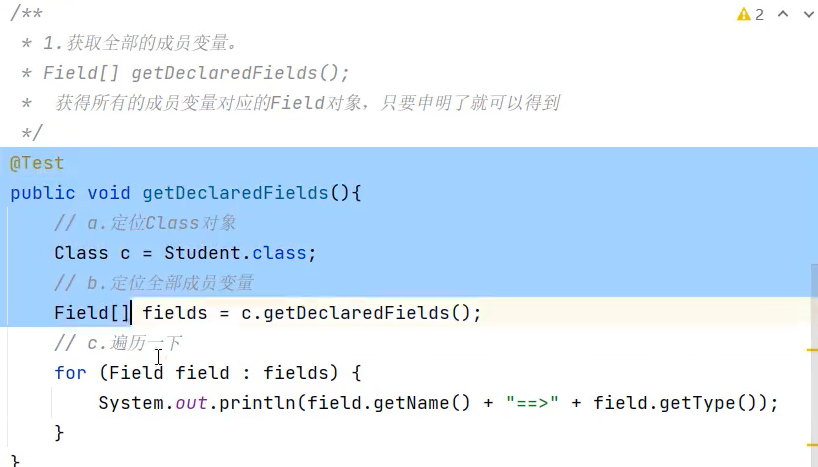 /**
2
* 1.获取全部的成员变量。
* Field[] getDeclaredFields();
* 获得所有的成员变量对应的Field对象，只要申明了就可以得到
*/
@Test
public void getDeclaredFields(){
// a.定位Class对象
Class c = Student.class;
// b.定位全部成员变量
Field[] fields = c.getDeclaredFields();
// c.遍历一下
for (Field field : fields) {
System.out.println(field.getName() + "==>" + field.getType());
}
}